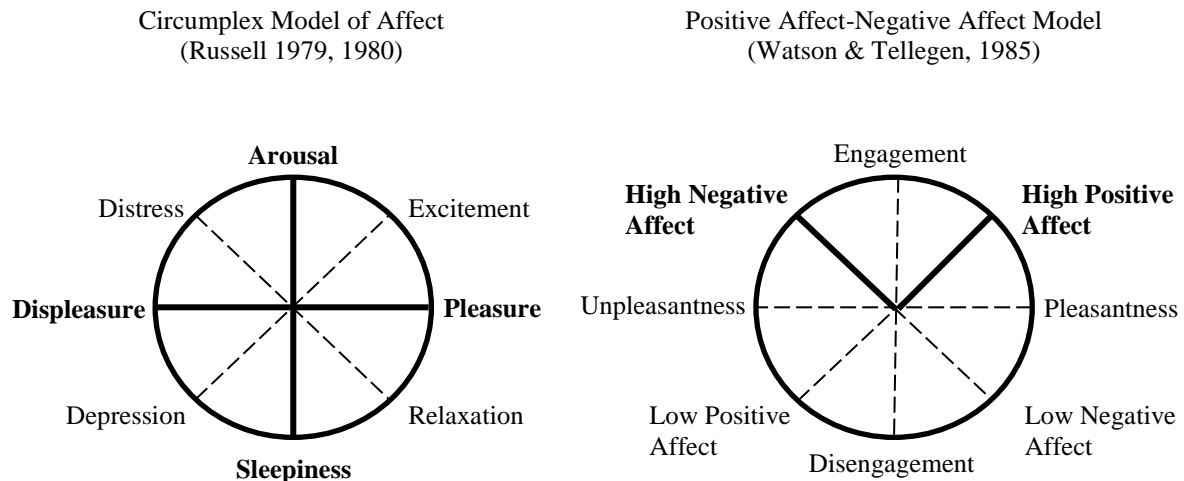 Circumplex Model of Affect
(Russell 1979, 1980)
Arousal
Distress
Excitement
Displeasure
Pleasure
Depression
Relaxation
Sleepiness
Positive Affect-Negative Affect Model
(Watson & Tellegen, 1985)
Engagement
High Negative
Affect
High Positive
Affect
Unpleasantness
Pleasantness
Low Positive
Affect
Low Negative
Affect
Disengagement